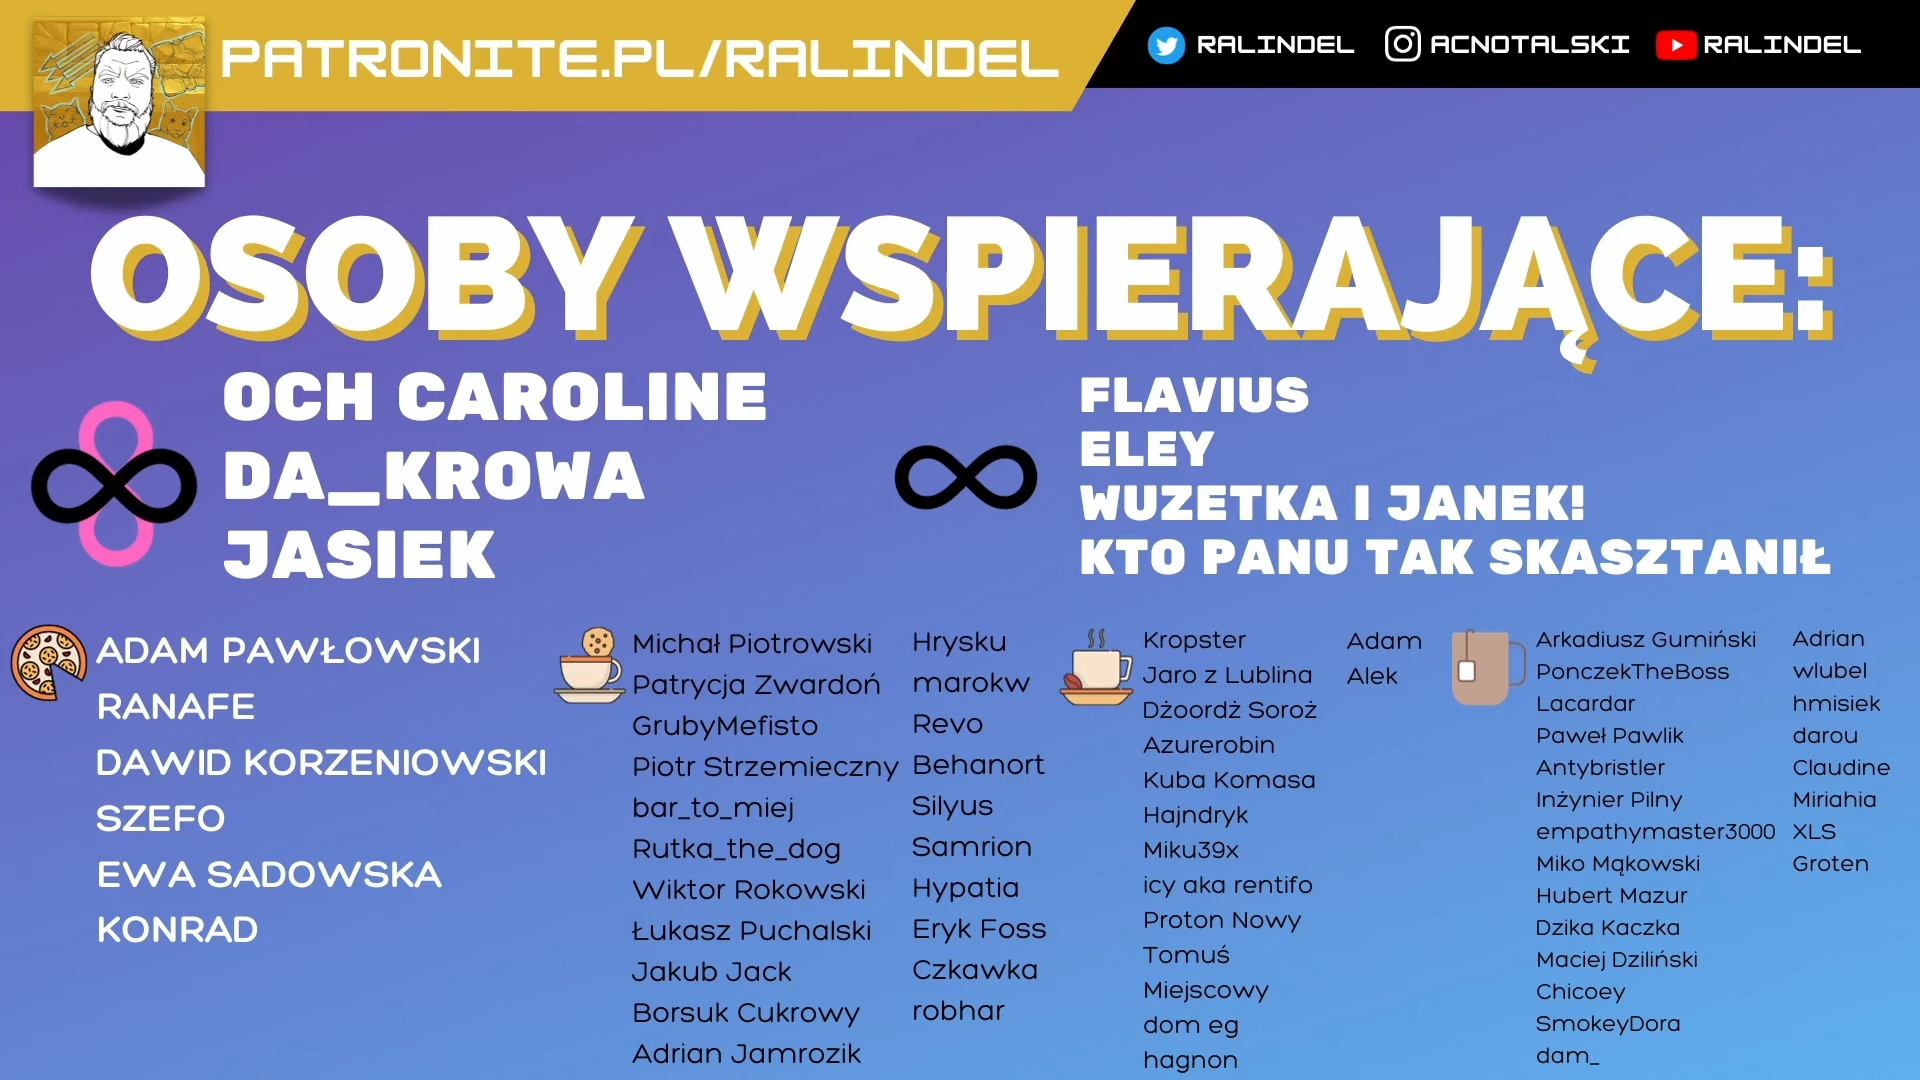 PATRONITE.PL/RALINDEL
RALINDEL
ACNOTALSKI
RALINDEL
OSOBY WSPIERAJĄCE:
OCH CAROLINE
DA_KROWA
JASIEK
FLAVIUS
ELEY
WUZETKA I JANEK!
KTO PANU TAK SKASZTANIŁ
ADAM PAWŁOWSKI
RANAFE
DAWID KORZENIOWSKI
SZEFO
EWA SADOWSKA
KONRAD
Michał Piotrowski
Patrycja Zwardoń
GrubyMefisto
Piotr Strzemieczny
bar_to_miej
Rutka_the_dog
Wiktor Rokowski
Łukasz Puchalski
Jakub Jack
Borsuk Cukrowy
Adrian Jamrozik
Hrysku
marokw
Revo
Behanort
Silyus
Samrion
Hypatia
Eryk Foss
Czkawka
robhar
Kropster
Jaro z Lublina
Dżoordż Soroż
Azurerobin
Kuba Komasa
Hajndryk
Miku39x
icy aka rentifo
Proton Nowy
Tomuś
Miejscowy
dom eg
hagnon
Adam
Alek
Arkadiusz Gumiński
PonczekTheBoss
Lacardar
Paweł Pawlik
Antybristler
Inżynier Pilny
empathymaster3000
Miko Mąkowski
Hubert Mazur
Dzika Kaczka
Maciej Dziliński
Chicoey
SmokeyDora
dam_
Adrian
wlubel
hmisiek
darou
Claudine
Miriahia
XLS
Groten